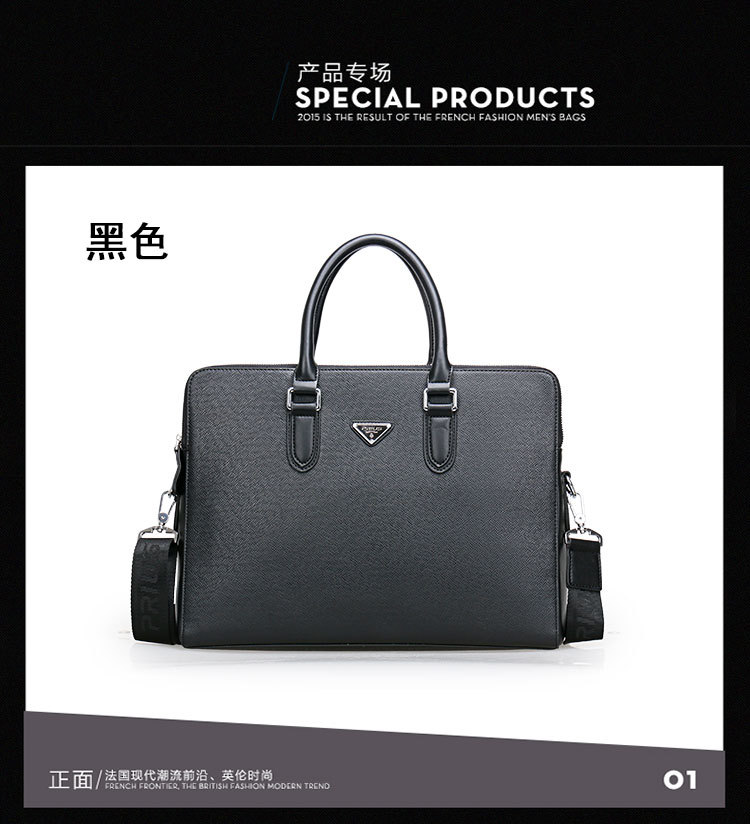 产品专场
SPECIAL PRODUCTS
2015 IS THE RESULT OF THE FRENCH FASHION MEN'S BAGS
黑色
正面/法国现代潮流前沿、英伦时尚
FRENCH FRONTIER, THE BRITISH FASHION MODERN TREND
01